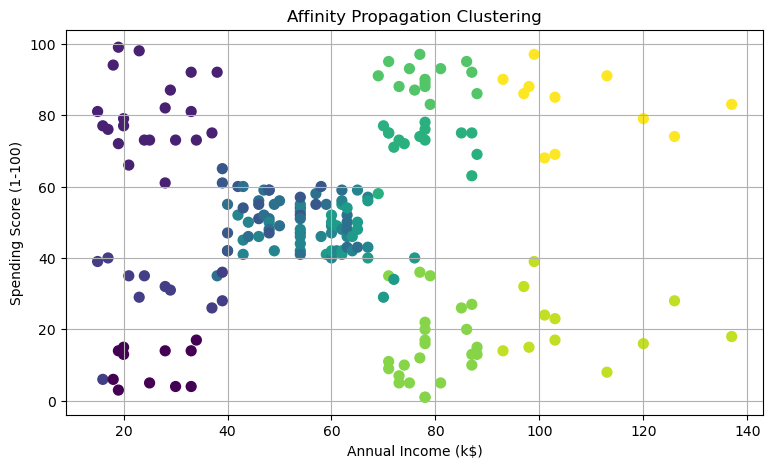 Affinity Propagation Clustering
Spending Score (1-100)
100
80
60
40
20
0
20 40 60 80 100 120 140
Annual Income (k$)